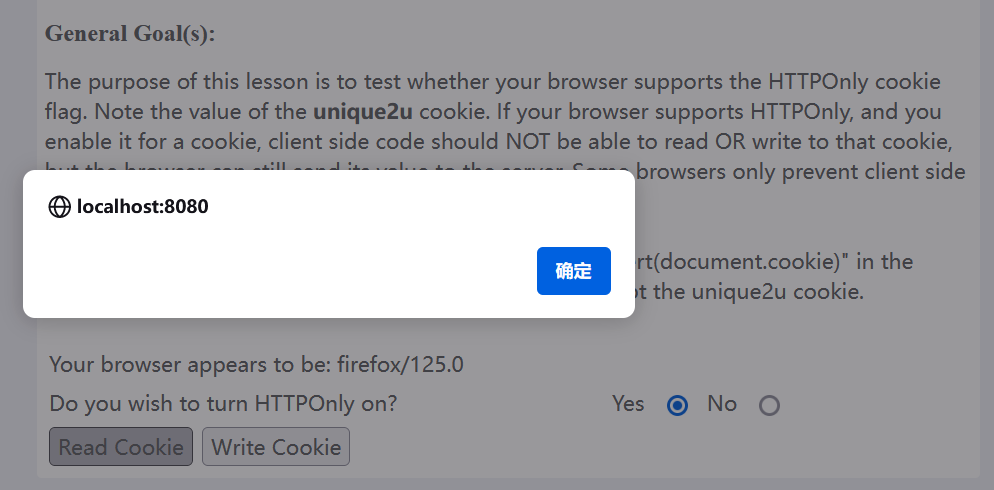 General Goal(s):
The purpose of this lesson is to test whether your browser supports the HTTPOnly cookie
flag. Note the value of the unique2u cookie. If your browser supports HTTPOnly, and you
enable it for a cookie, client side code should NOT be able to read OR write to that cookie,
but the browser can still send its value to the server. Some browsers only prevent client side
localhost:8080
确定
ert(document.cookie)" in the
the unique2u cookie.
Your browser appears to be: firefox/125.0
Do you wish to turn HTTPOnly on? Yes No
Read Cookie Write Cookie